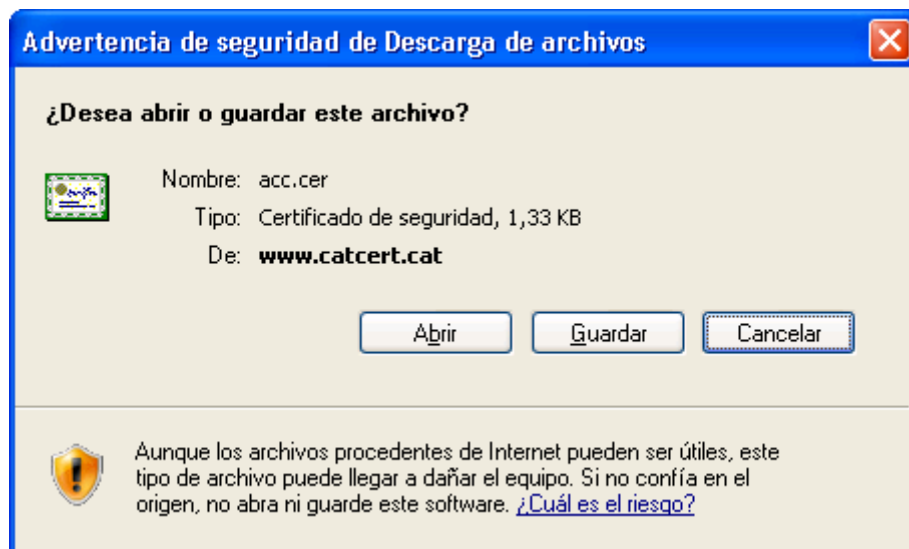 Advertencia de seguridad de Descarga de archivos
¿Desea abrir o guardar este archivo?
Nombre: acc.cer
Tipo: Certificado de seguridad, 1,33 KB
De: www.catcert.cat
Abrir Guardar Cancelar
Aunque los archivos procedentes de Internet pueden ser útiles, este
tipo de archivo puede llegar a dañar el equipo. Si no confía en el
origen, no abra ni guarde este software. ¿Cuál es el riesgo?